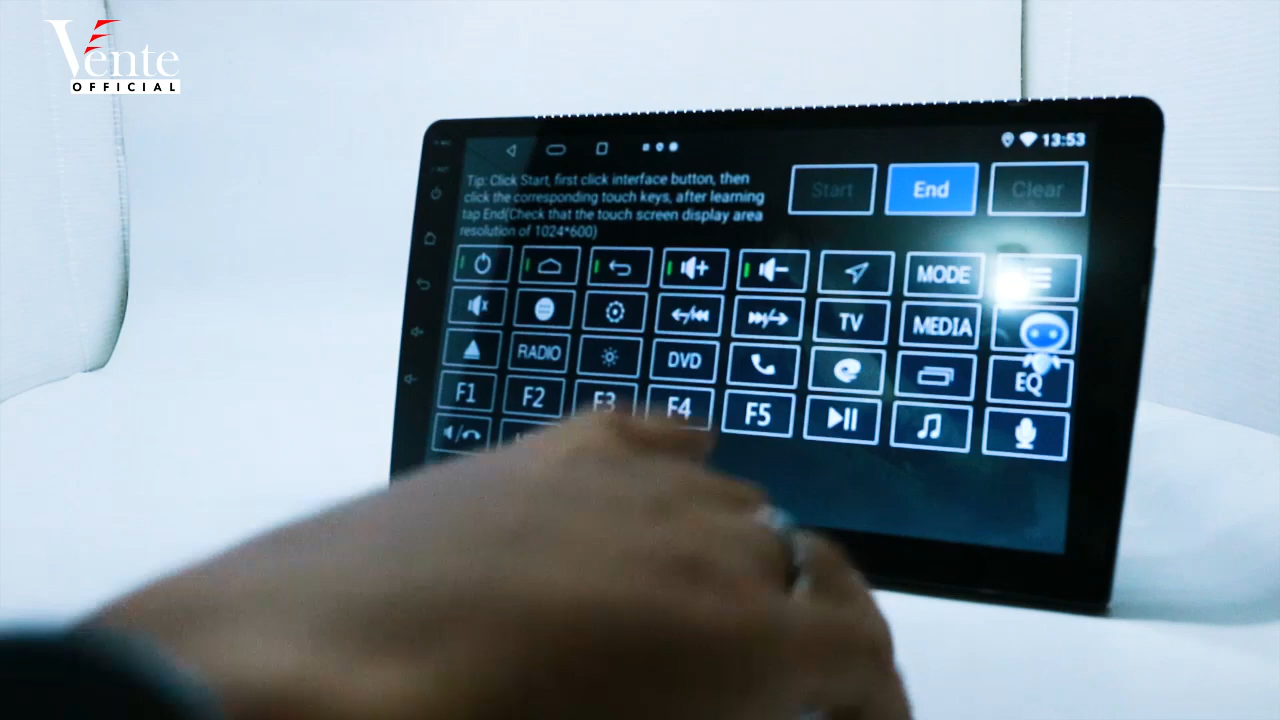 Vente
OFFICIAL
13:53
Tip: Click Start, first click interface button, then
click the corresponding touch keys, after learning
tap End(Check that the touch screen display area
resolution of 1024*600)
Start
End
Clear
MODE
TV
MEDIA
RADIO
DVD
EQ
F1
F2
F3
F4
F5